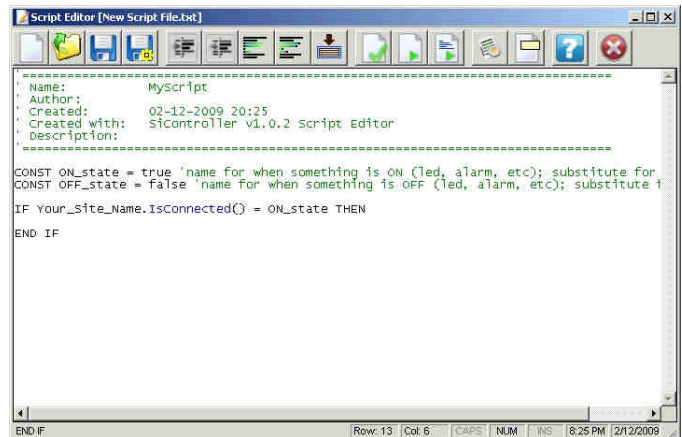 Script Editor [New Script File.txt]
'=======================================================================
' Name: MyScript
' Author:
' Created: 02-12-2009 20:25
' Created with: SiController v1.0.2 Script Editor
' Description:
'=======================================================================
CONST ON_state = true 'name for when something is ON (led, alarm, etc); substitute for
CONST OFF_state = false 'name for when something is OFF (led, alarm, etc); substitute f
IF Your_Site_Name.IsConnected() = ON_state THEN
END IF
END IF Row: 13 Col: 6 CAPS NUM INS 8:25 PM 2/12/2009